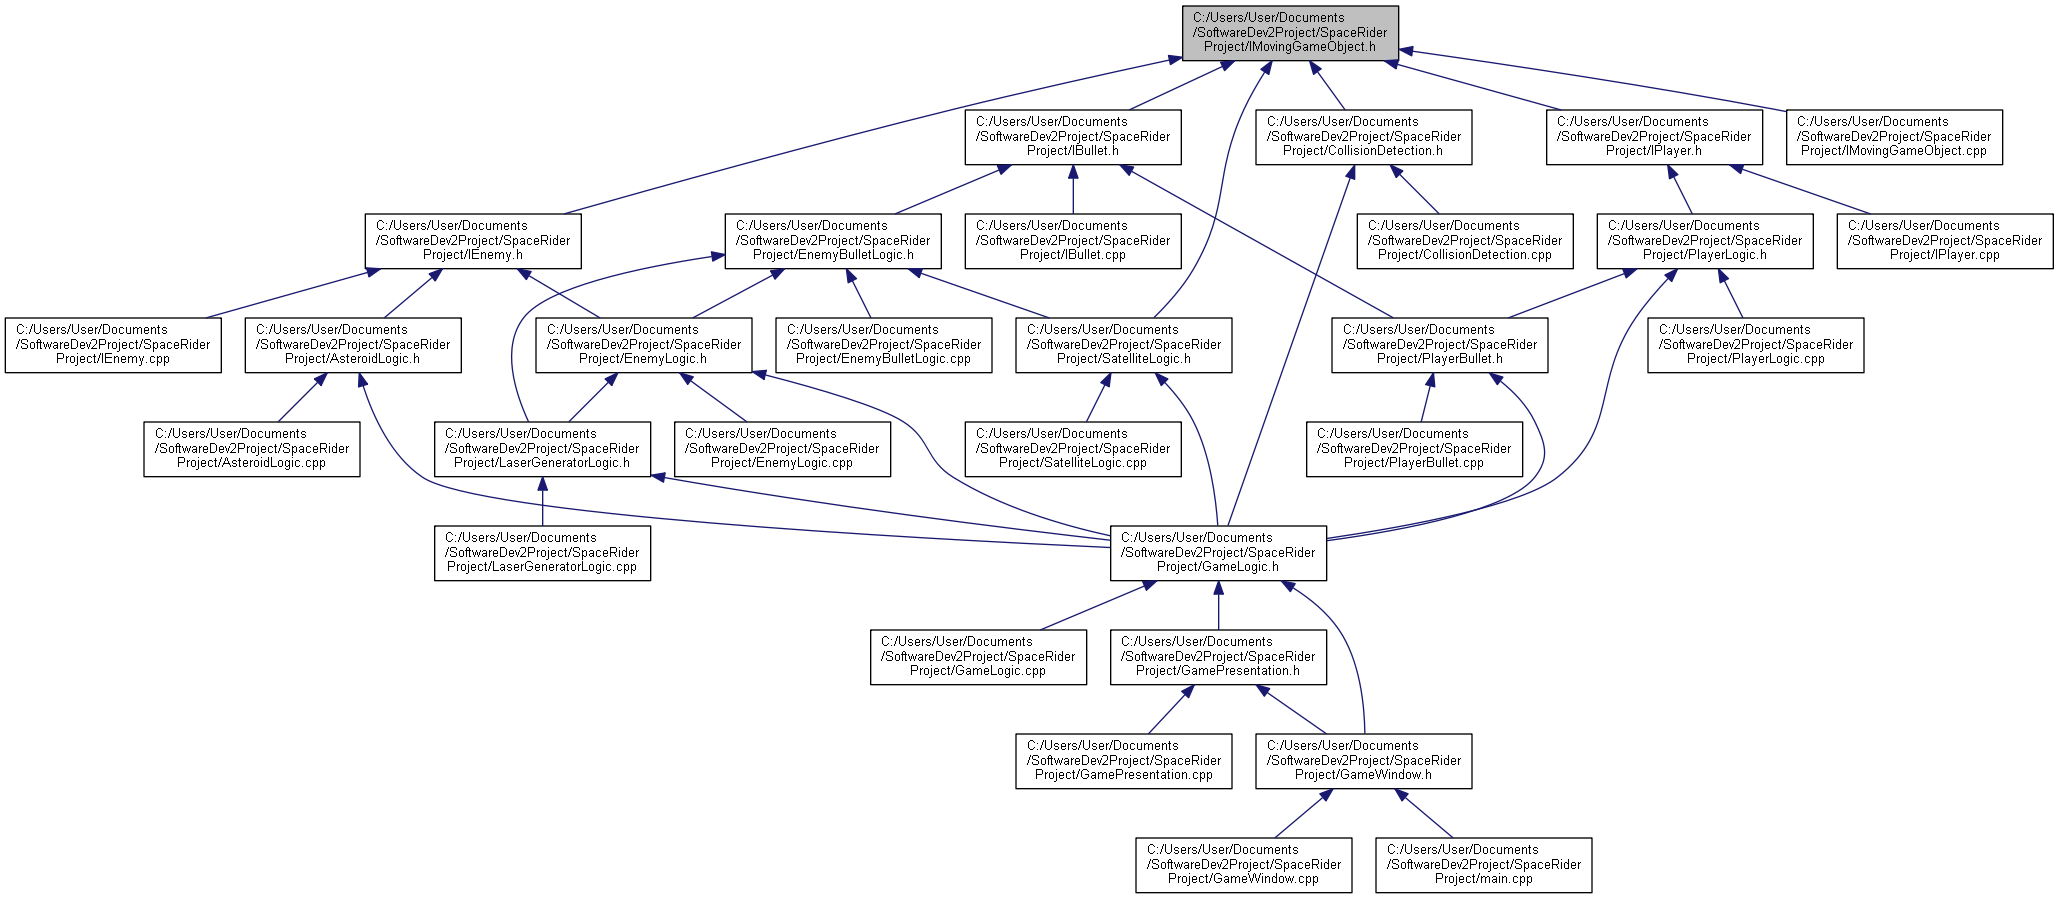 C:/Users/User/Documents
/SoftwareDev2Project/SpaceRider
Project/IMovingGameObject.h
C:/Users/User/Documents
/SoftwareDev2Project/SpaceRider
Project/IBullet.h
C:/Users/User/Documents
/SoftwareDev2Project/SpaceRider
Project/CollisionDetection.h
C:/Users/User/Documents
/SoftwareDev2Project/SpaceRider
Project/IPlayer.h
C:/Users/User/Documents
/SoftwareDev2Project/SpaceRider
Project/IMovingGameObject.cpp
C:/Users/User/Documents
/SoftwareDev2Project/SpaceRider
Project/IEnemy.h
C:/Users/User/Documents
/SoftwareDev2Project/SpaceRider
Project/EnemyBulletLogic.h
C:/Users/User/Documents
/SoftwareDev2Project/SpaceRider
Project/IBullet.cpp
C:/Users/User/Documents
/SoftwareDev2Project/SpaceRider
Project/CollisionDetection.cpp
C:/Users/User/Documents
/SoftwareDev2Project/SpaceRider
Project/PlayerLogic.h
C:/Users/User/Documents
/SoftwareDev2Project/SpaceRider
Project/IPlayer.cpp
C:/Users/User/Documents
/SoftwareDev2Project/SpaceRider
Project/IEnemy.cpp
C:/Users/User/Documents
/SoftwareDev2Project/SpaceRider
Project/AsteroidLogic.h
C:/Users/User/Documents
/SoftwareDev2Project/SpaceRider
Project/EnemyLogic.h
C:/Users/User/Documents
/SoftwareDev2Project/SpaceRider
Project/EnemyBulletLogic.cpp
C:/Users/User/Documents
/SoftwareDev2Project/SpaceRider
Project/SatelliteLogic.h
C:/Users/User/Documents
/SoftwareDev2Project/SpaceRider
Project/PlayerBullet.h
C:/Users/User/Documents
/SoftwareDev2Project/SpaceRider
Project/PlayerLogic.cpp
C:/Users/User/Documents
/SoftwareDev2Project/SpaceRider
Project/AsteroidLogic.cpp
C:/Users/User/Documents
/SoftwareDev2Project/SpaceRider
Project/LaserGeneratorLogic.h
C:/Users/User/Documents
/SoftwareDev2Project/SpaceRider
Project/EnemyLogic.cpp
C:/Users/User/Documents
/SoftwareDev2Project/SpaceRider
Project/SatelliteLogic.cpp
C:/Users/User/Documents
/SoftwareDev2Project/SpaceRider
Project/PlayerBullet.cpp
C:/Users/User/Documents
/SoftwareDev2Project/SpaceRider
Project/LaserGeneratorLogic.cpp
C:/Users/User/Documents
/SoftwareDev2Project/SpaceRider
Project/GameLogic.h
C:/Users/User/Documents
/SoftwareDev2Project/SpaceRider
Project/GameLogic.cpp
C:/Users/User/Documents
/SoftwareDev2Project/SpaceRider
Project/GamePresentation.h
C:/Users/User/Documents
/SoftwareDev2Project/SpaceRider
Project/GamePresentation.cpp
C:/Users/User/Documents
/SoftwareDev2Project/SpaceRider
Project/GameWindow.h
C:/Users/User/Documents
/SoftwareDev2Project/SpaceRider
Project/GameWindow.cpp
C:/Users/User/Documents
/SoftwareDev2Project/SpaceRider
Project/main.cpp